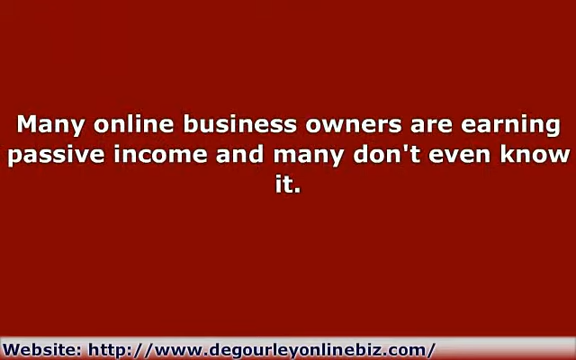 Many online business owners are earning
passive income and many don't even know
it.
Website: http://www.degourleyonlinebiz.com/